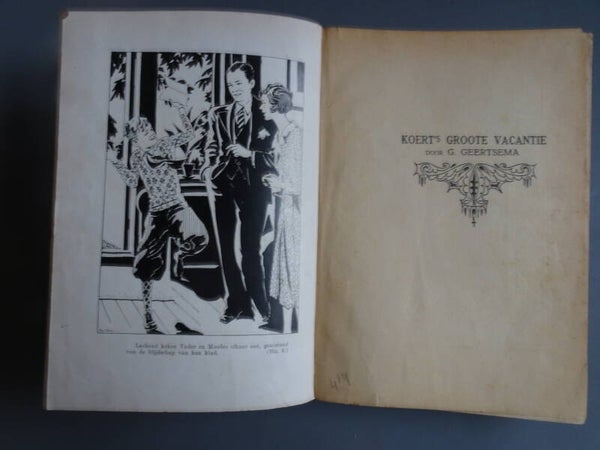 Lachend keken Vader en Moeder elkaar aan, genietend
van de blijdschap van hun kind.
KOERT'S GROOTE VACANTIE
DOOR G. GEERTSEMA